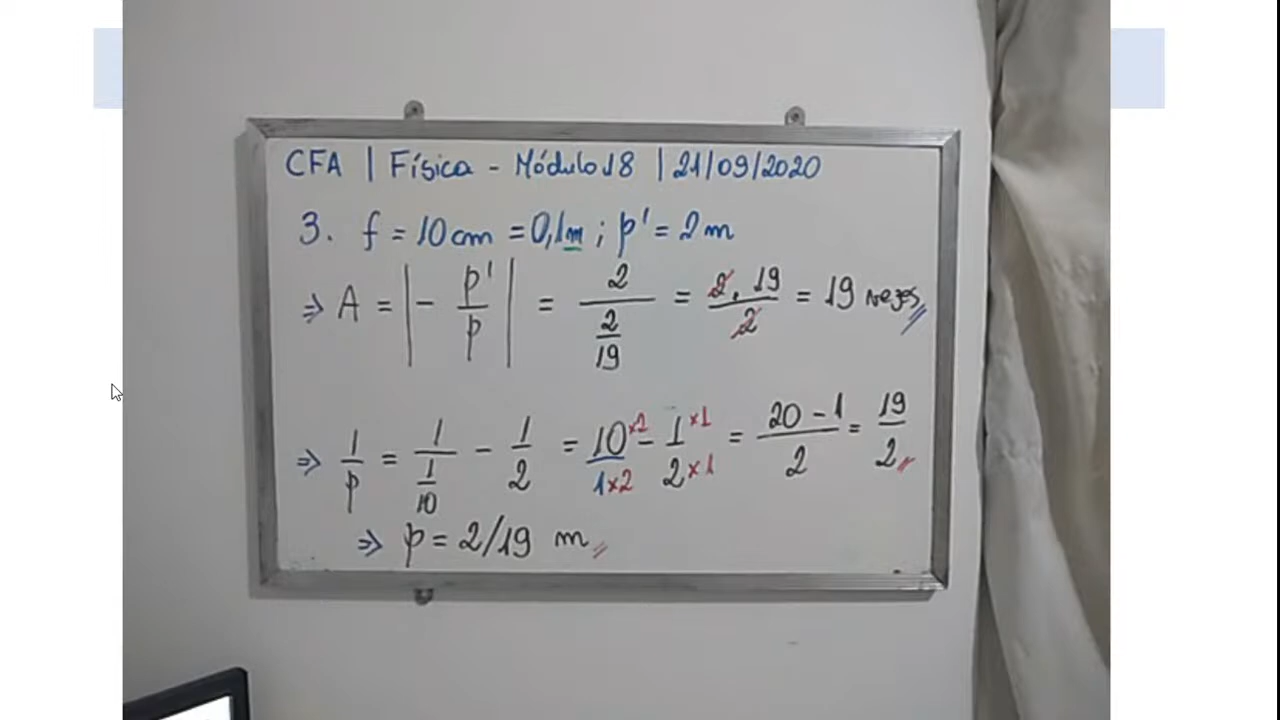 CFA | Física - Módulo 18 | 21/09/2020
3. f = 10 cm = 0,1m ; p' = 2 m
⇒ A = |- p'/p| = 2/(2/19) = 2.19/2 = 19 vezes
⇒ 1/p = 1/(1/10) - 1/2 = 10×2/1×2 - 1×1/2×1 = 20 - 1/2 = 19/2
⇒ p = 2/19 m